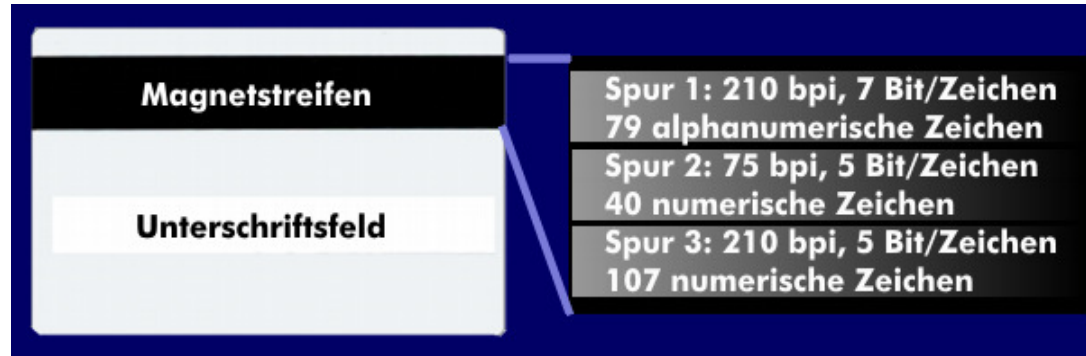 Magnetstreifen
Unterschriftsfeld
Spur 1: 210 bpi, 7 Bit/Zeichen
79 alphanumerische Zeichen
Spur 2: 75 bpi, 5 Bit/Zeichen
40 numerische Zeichen
Spur 3: 210 bpi, 5 Bit/Zeichen
107 numerische Zeichen